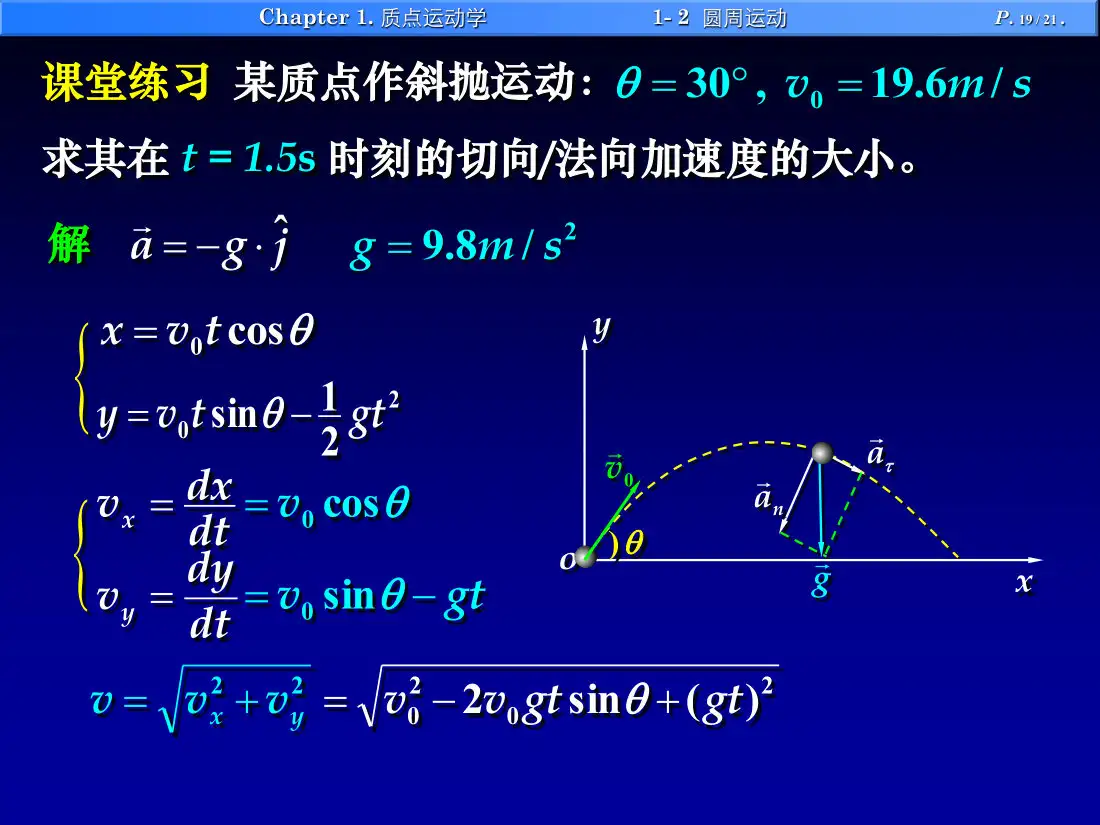 Chapter 1. 质点运动学 1- 2 圆周运动 P. 19 / 21 .
课堂练习 某质点作斜抛运动：θ = 30° , v₀ = 19.6m / s
求其在 t = 1.5s 时刻的切向/法向加速度的大小。
解 a⃗ = −g · ĵ g = 9.8m / s²
x = v₀t cosθ
y = v₀t sinθ − 1/2 gt²
vₓ = dx/dt = v₀ cosθ
v_y = dy/dt = v₀ sinθ − gt
v = √(vₓ² + v_y²) = √(v₀² − 2v₀gt sinθ + (gt)²)
y
v⃗₀
a⃗_τ
a⃗ₙ
o
θ
g⃗
x